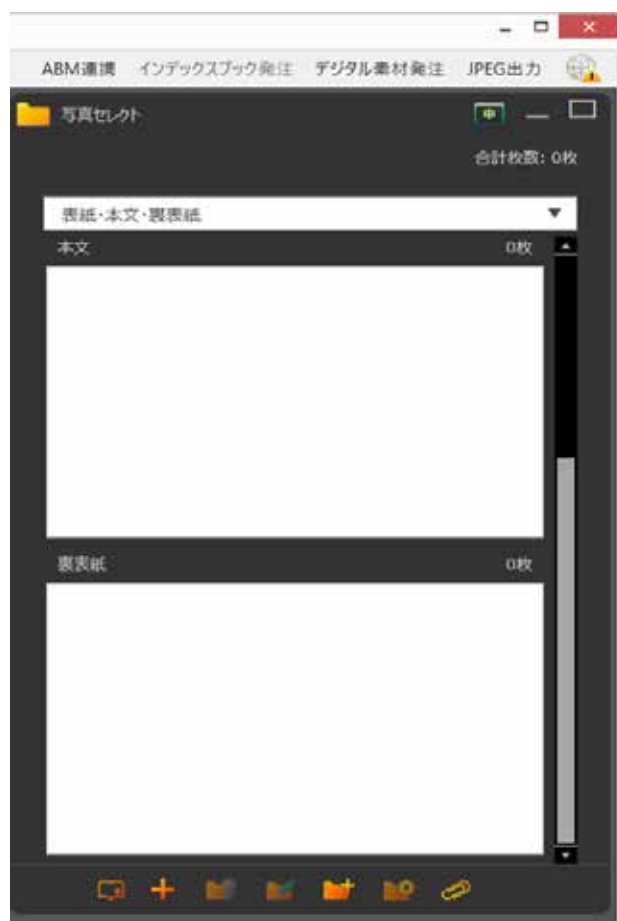 ABM連携 インデックスブック発注 デジタル素材発注 JPEG出力
写真セレクト 中
合計枚数: 0枚
表紙・本文・裏表紙
本文 0枚
裏表紙 0枚